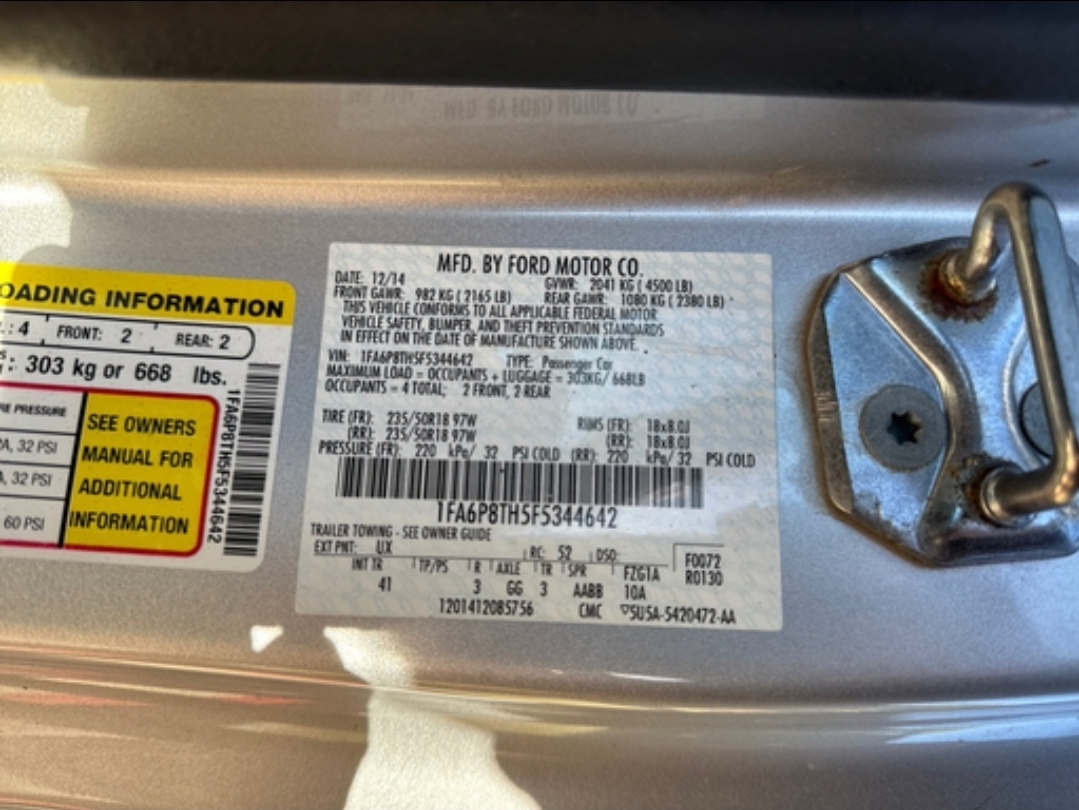 MFD. BY FORD MOTOR CO.
DATE: 12/14 GVWR: 2041 KG ( 4500 LB)
FRONT GAWR: 982 KG ( 2165 LB) REAR GAWR: 1080 KG ( 2380 LB)
THIS VEHICLE CONFORMS TO ALL APPLICABLE FEDERAL MOTOR
VEHICLE SAFETY, BUMPER, AND THEFT PREVENTION STANDARDS
IN EFFECT ON THE DATE OF MANUFACTURE SHOWN ABOVE.
VIN: 1FA6P8TH5F5344642 TYPE: Passenger Car
MAXIMUM LOAD = OCCUPANTS + LUGGAGE = 303KG/ 668LB
OCCUPANTS = 4 TOTAL; 2 FRONT, 2 REAR
TIRE (FR): 235/50R18 97W RIMS (FR): 18x8.0J
(RR): 235/50R18 97W (RR): 18x8.0J
PRESSURE (FR): 220 kPa/ 32 PSI COLD (RR): 220 kPa/ 32 PSI COLD
1FA6P8TH5F5344642
TRAILER TOWING - SEE OWNER GUIDE
EXT PNT: UX RC: 52 DSO: F0072
INT TR TP/PS R AXLE TR SPR FZG1A R0130
41 3 GG 3 AABB 10A
1201412085756 CMC 5U5A-5420472-AA
OADING INFORMATION
: 4 FRONT: 2 REAR: 2
: 303 kg or 668 lbs.
RE PRESSURE
A, 32 PSI
A, 32 PSI
60 PSI
SEE OWNERS
MANUAL FOR
ADDITIONAL
INFORMATION
1FA6P8TH5F5344642